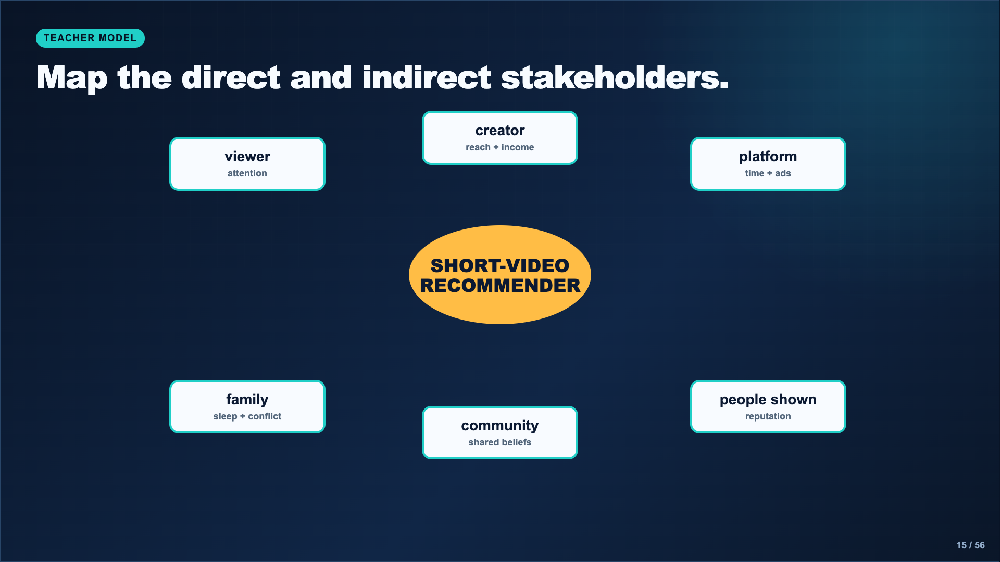 TEACHER MODEL
Map the direct and indirect stakeholders.
creator
reach + income
viewer
attention
platform
time + ads
SHORT-VIDEO
RECOMMENDER
family
sleep + conflict
people shown
reputation
community
shared beliefs
15 / 56